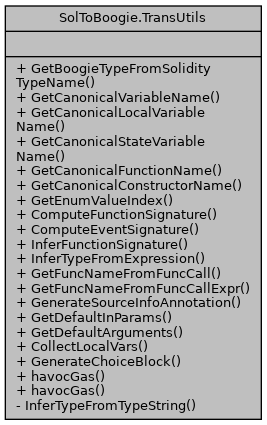 SolToBoogie.TransUtils
+ GetBoogieTypeFromSolidity
TypeName()
+ GetCanonicalVariableName()
+ GetCanonicalLocalVariable
Name()
+ GetCanonicalStateVariable
Name()
+ GetCanonicalFunctionName()
+ GetCanonicalConstructorName()
+ GetEnumValueIndex()
+ ComputeFunctionSignature()
+ ComputeEventSignature()
+ InferFunctionSignature()
+ InferTypeFromExpression()
+ GetFuncNameFromFuncCall()
+ GetFuncNameFromFuncCallExpr()
+ GenerateSourceInfoAnnotation()
+ GetDefaultInParams()
+ GetDefaultArguments()
+ CollectLocalVars()
+ GenerateChoiceBlock()
+ havocGas()
+ havocGas()
- InferTypeFromTypeString()